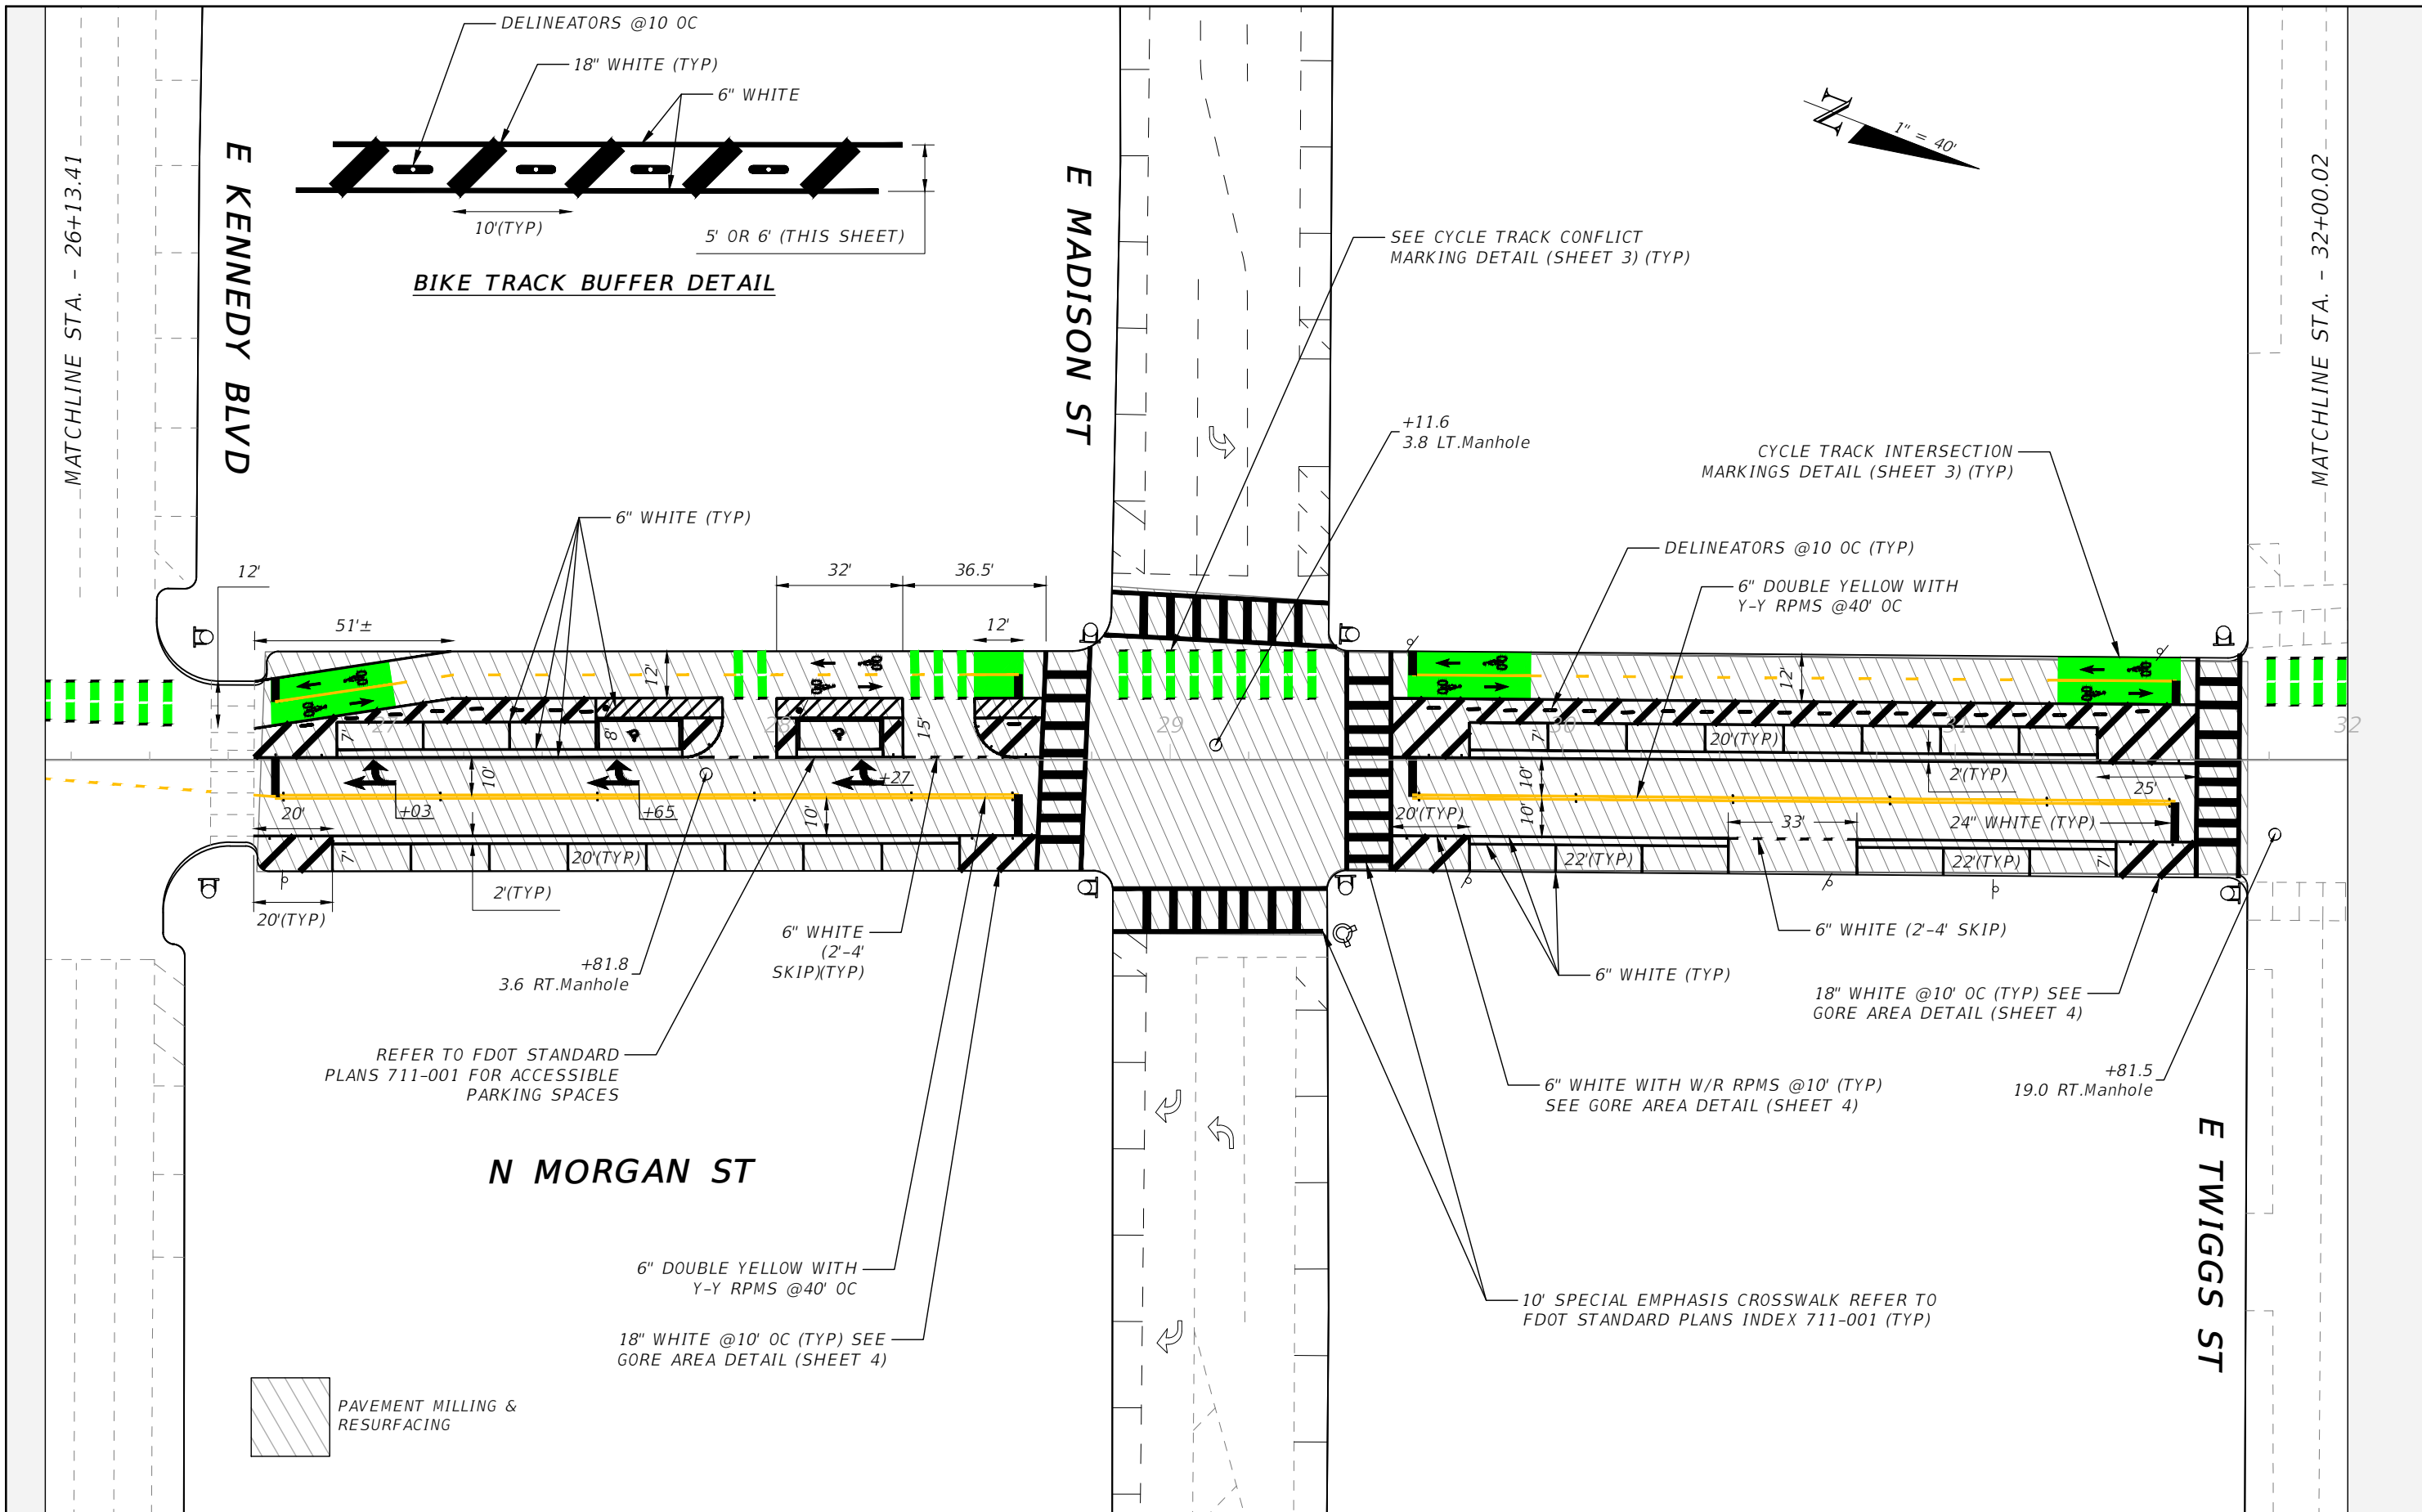 DELINEATORS @10 OC
18" WHITE (TYP)
6" WHITE
10'(TYP)
5' OR 6' (THIS SHEET)
BIKE TRACK BUFFER DETAIL
MATCHLINE STA. - 26+13.41
E KENNEDY BLVD
E MADISON ST
N
1" = 40'
MATCHLINE STA. - 32+00.02
SEE CYCLE TRACK CONFLICT
MARKING DETAIL (SHEET 3) (TYP)
+11.6
3.8 LT.Manhole
CYCLE TRACK INTERSECTION
MARKINGS DETAIL (SHEET 3) (TYP)
6" WHITE (TYP)
DELINEATORS @10 OC (TYP)
6" DOUBLE YELLOW WITH
Y-Y RPMS @40' OC
12'
32'
36.5'
51'±
12'
12'
12'
27
28
29
30
31
32
7'
8'
15'
7'
20'(TYP)
2'(TYP)
10'
+27
10'
25'
20'
+03
+65
10'
20'(TYP)
10'
33'
24" WHITE (TYP)
7'
20'(TYP)
22'(TYP)
22'(TYP)
7'
2'(TYP)
20'(TYP)
6" WHITE
(2'-4'
SKIP)(TYP)
6" WHITE (2'-4' SKIP)
+81.8
3.6 RT.Manhole
6" WHITE (TYP)
18" WHITE @10' OC (TYP) SEE
GORE AREA DETAIL (SHEET 4)
REFER TO FDOT STANDARD
PLANS 711-001 FOR ACCESSIBLE
PARKING SPACES
6" WHITE WITH W/R RPMS @10' (TYP)
SEE GORE AREA DETAIL (SHEET 4)
+81.5
19.0 RT.Manhole
N MORGAN ST
E TWIGGS ST
6" DOUBLE YELLOW WITH
Y-Y RPMS @40' OC
10' SPECIAL EMPHASIS CROSSWALK REFER TO
FDOT STANDARD PLANS INDEX 711-001 (TYP)
18" WHITE @10' OC (TYP) SEE
GORE AREA DETAIL (SHEET 4)
PAVEMENT MILLING &
RESURFACING